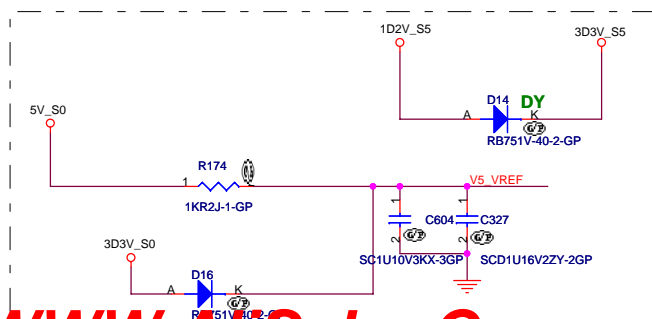 1D2V_S5
3D3V_S5
5V_S0
D14
DY
A
K
G/P
RB751V-40-2-GP
R174
1
2
V5_VREF
1KR2J-1-GP
1
1
C604
C327
2
G/P
2
G/P
3D3V_S0
SC1U10V3KX-3GP
SCD1U16V2ZY-2GP
D16
A
K
G/P